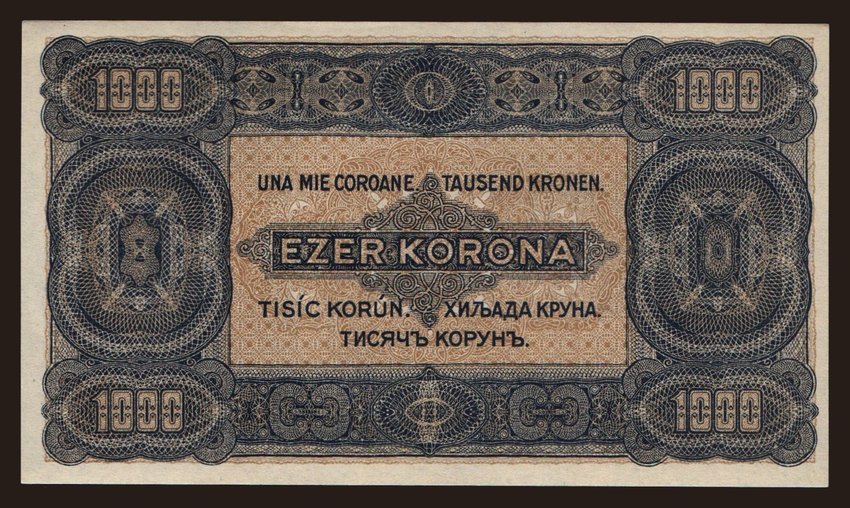 1000 1000
UNA MIE COROANE. TAUSEND KRONEN.
EZER KORONA
TISÍC KORÚN. ХИЉАДА КРУНА.
ТИСЯЧЪ КОРУНЪ.
1000 1000